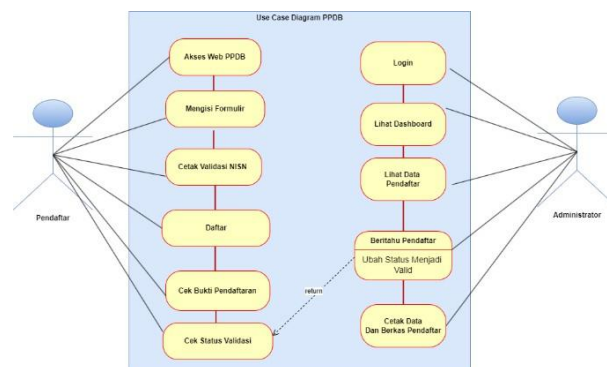 Use Case Diagram PPDB
Akses Web PPDB
Mengisi Formulir
Cetak Validasi NISN
Daftar
Cek Bukti Pendaftaran
Cek Status Validasi
Pendaftar
Login
Lihat Dashboard
Lihat Data
Pendaftar
Beritahu Pendaftar
Ubah Status Menjadi
Valid
return
Cetak Data
Dan Berkas Pendaftar
Administrator